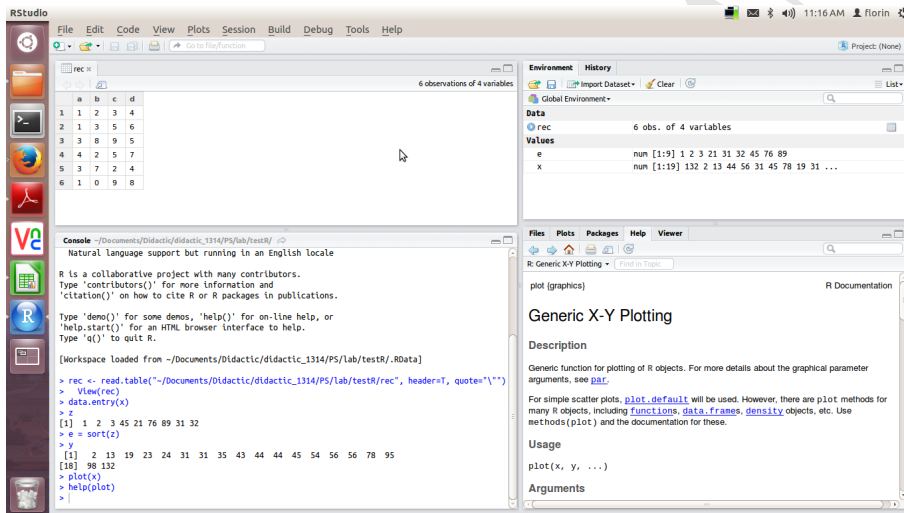 RStudio
11:16 AM florin
File Edit Code View Plots Session Build Debug Tools Help
Go to file/function
Project: (None)
rec
6 observations of 4 variables
a b c d
1 1 2 3 4
2 1 3 5 6
3 3 8 9 5
4 4 2 5 7
5 3 7 2 4
6 1 0 9 8
Environment History
Import Dataset Clear List
Global Environment
Data
rec 6 obs. of 4 variables
Values
e num [1:9] 1 2 3 21 31 32 45 76 89
x num [1:19] 132 2 13 44 56 31 45 78 19 31 ...
Console ~/Documents/Didactic/didactic_1314/PS/lab/testR/
Natural language support but running in an English locale
R is a collaborative project with many contributors.
Type 'contributors()' for more information and
'citation()' on how to cite R or R packages in publications.
Type 'demo()' for some demos, 'help()' for on-line help, or
'help.start()' for an HTML browser interface to help.
Type 'q()' to quit R.
[Workspace loaded from ~/Documents/Didactic/didactic_1314/PS/lab/testR/.RData]
> rec <- read.table("~/Documents/Didactic/didactic_1314/PS/lab/testR/rec", header=T, quote="\"")
> View(rec)
> data.entry(x)
> z
[1] 1 2 3 45 21 76 89 31 32
> e = sort(z)
> y
[1] 2 13 19 23 24 31 31 35 43 44 44 45 54 56 56 78 95
[18] 98 132
> plot(x)
> help(plot)
>
Files Plots Packages Help Viewer
R: Generic X-Y Plotting Find in Topic
plot {graphics} R Documentation
Generic X-Y Plotting
Description
Generic function for plotting of R objects. For more details about the graphical parameter
arguments, see par.
For simple scatter plots, plot.default will be used. However, there are plot methods for
many R objects, including functions, data.frames, density objects, etc. Use
methods(plot) and the documentation for these.
Usage
plot(x, y, ...)
Arguments